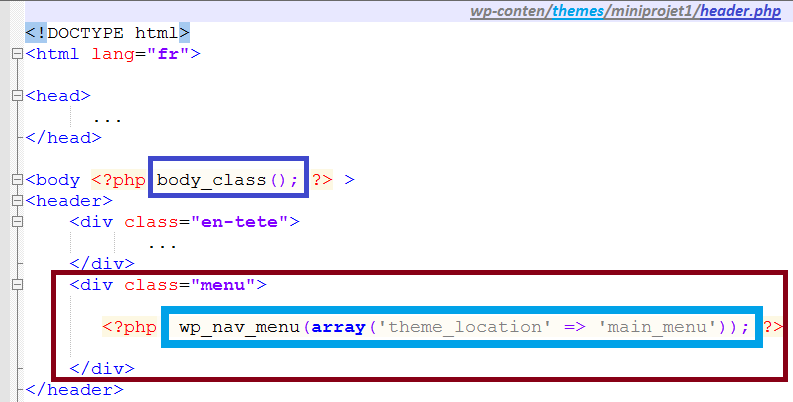 wp-conten/themes/miniprojet1/header.php
<!DOCTYPE html>
<html lang="fr">
<head>
...
</head>
<body <?php body_class(); ?> >
<header>
<div class="en-tete">
...
</div>
<div class="menu">
<?php wp_nav_menu(array('theme_location' => 'main_menu')); ?>
</div>
</header>